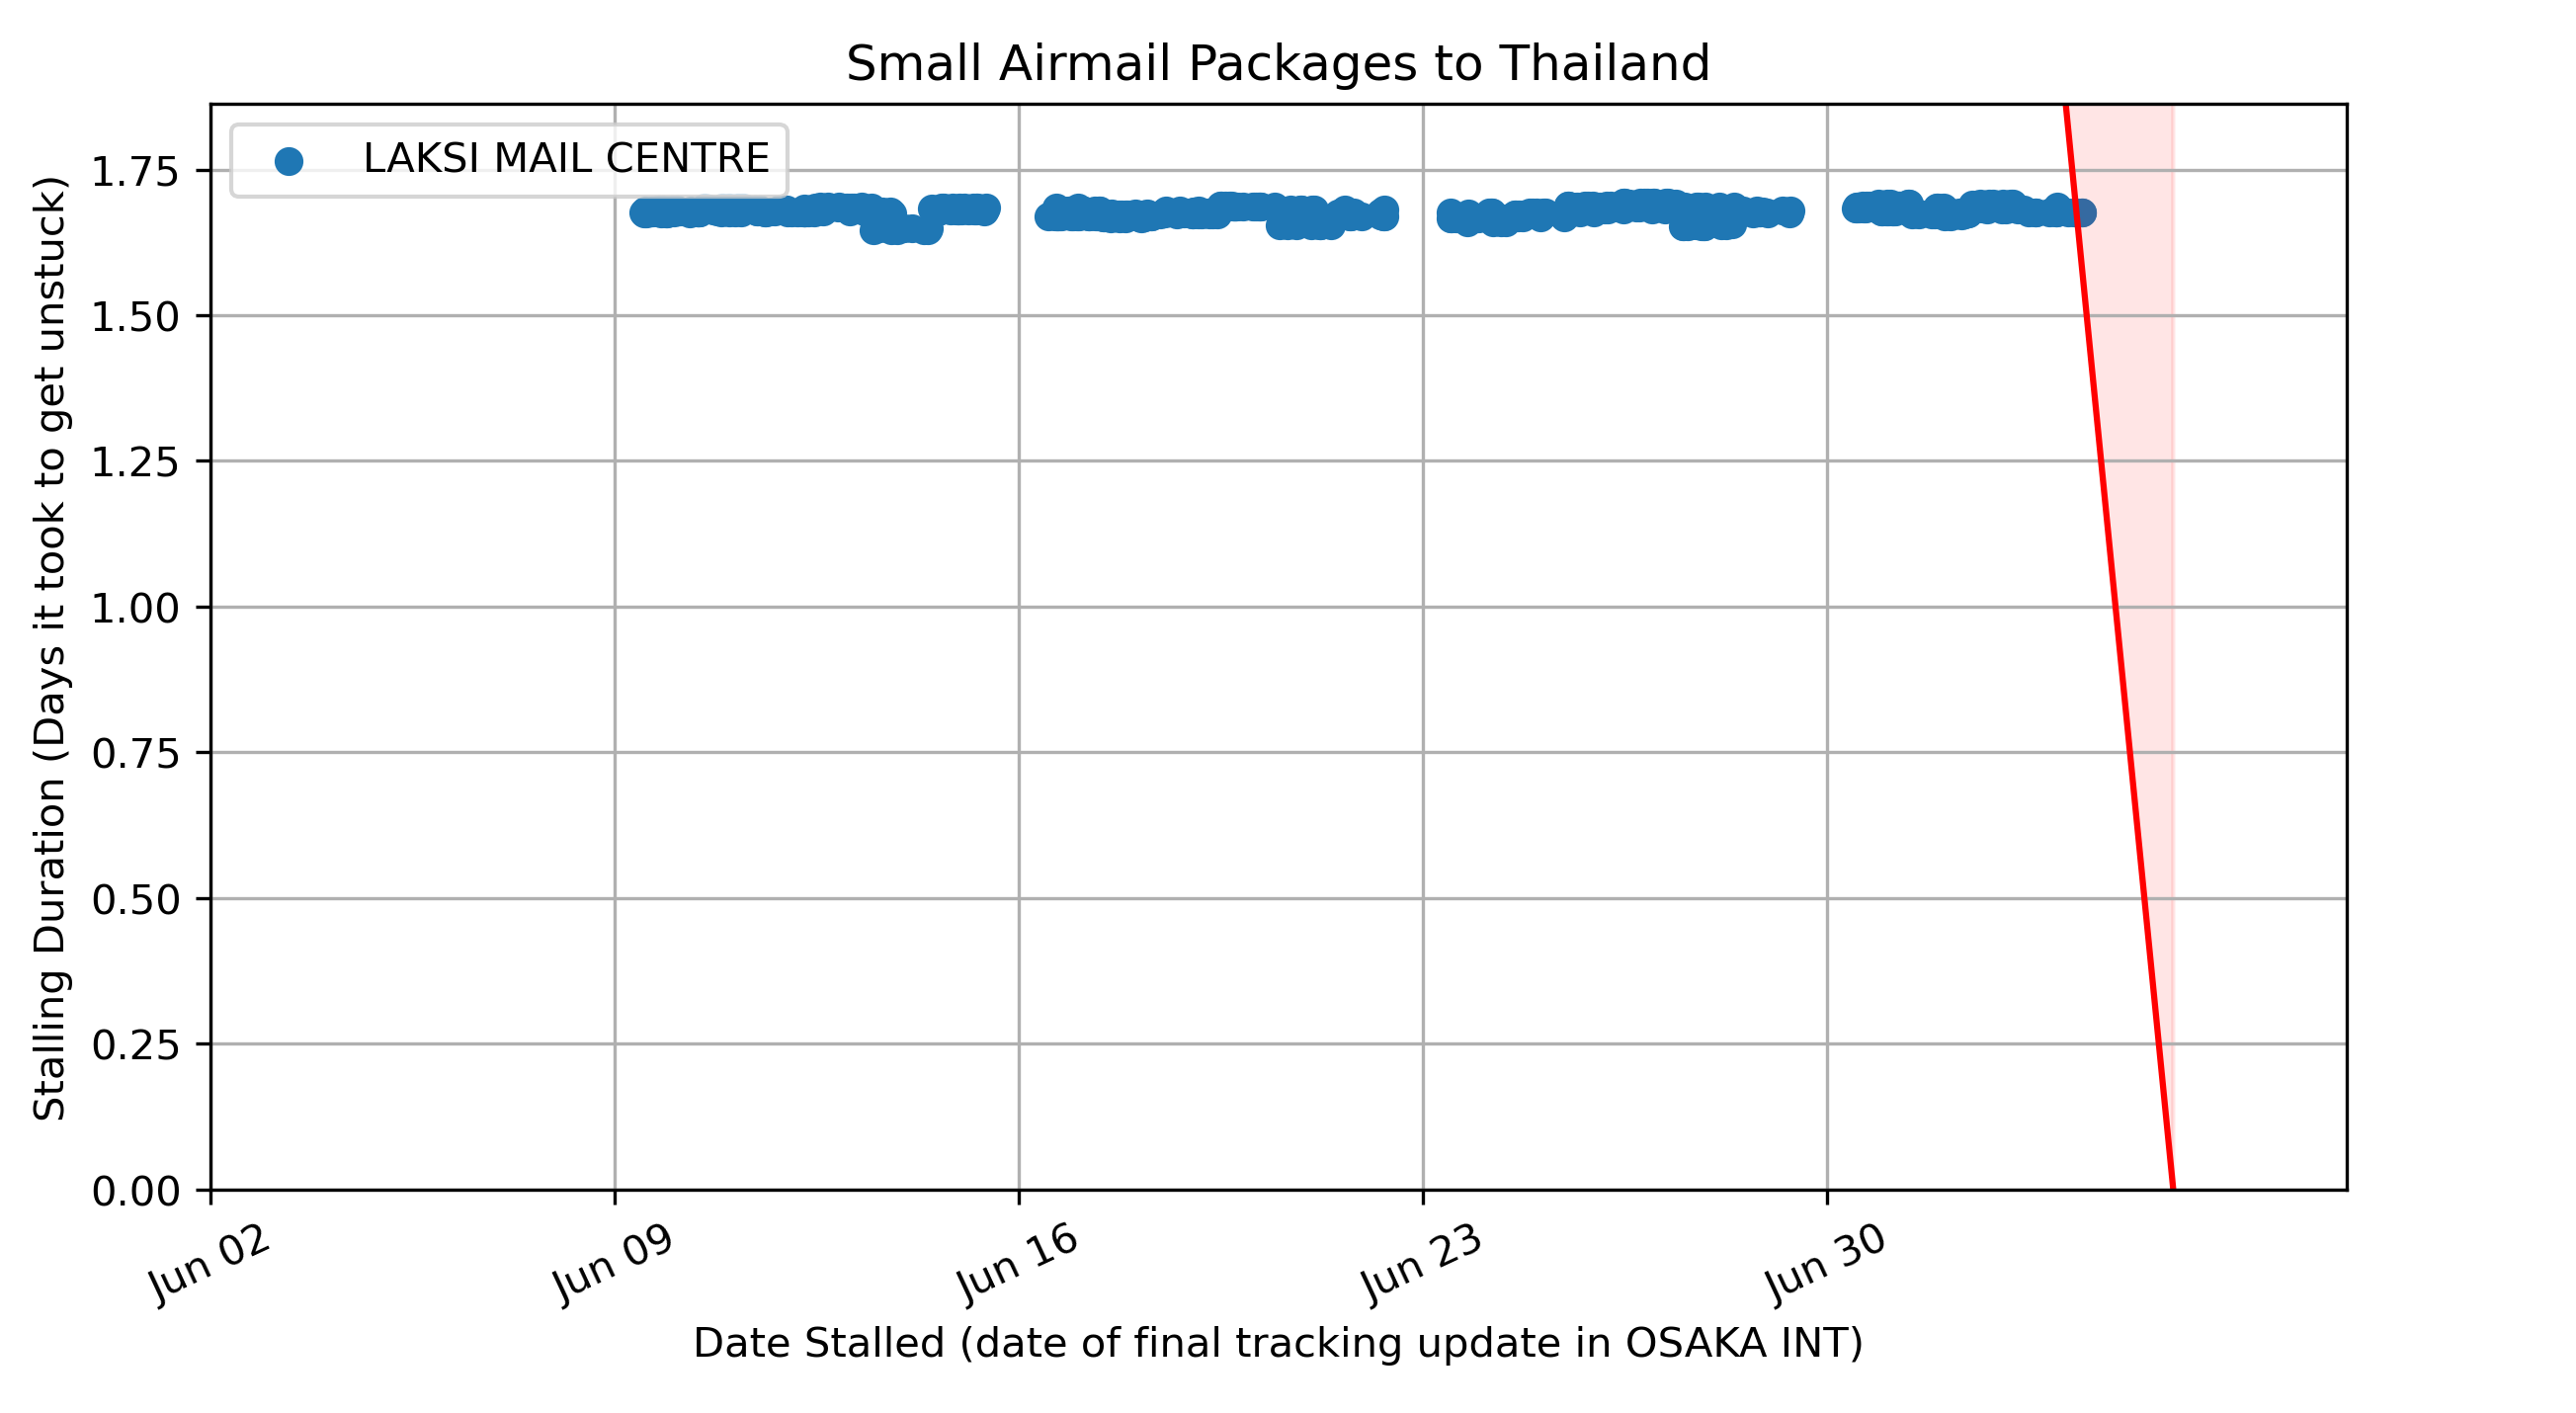 Small Airmail Packages to Thailand
LAKSI MAIL CENTRE
Stalling Duration (Days it took to get unstuck)
1.75
1.50
1.25
1.00
0.75
0.50
0.25
0.00
Jun 02
Jun 09
Jun 16
Jun 23
Jun 30
Date Stalled (date of final tracking update in OSAKA INT)